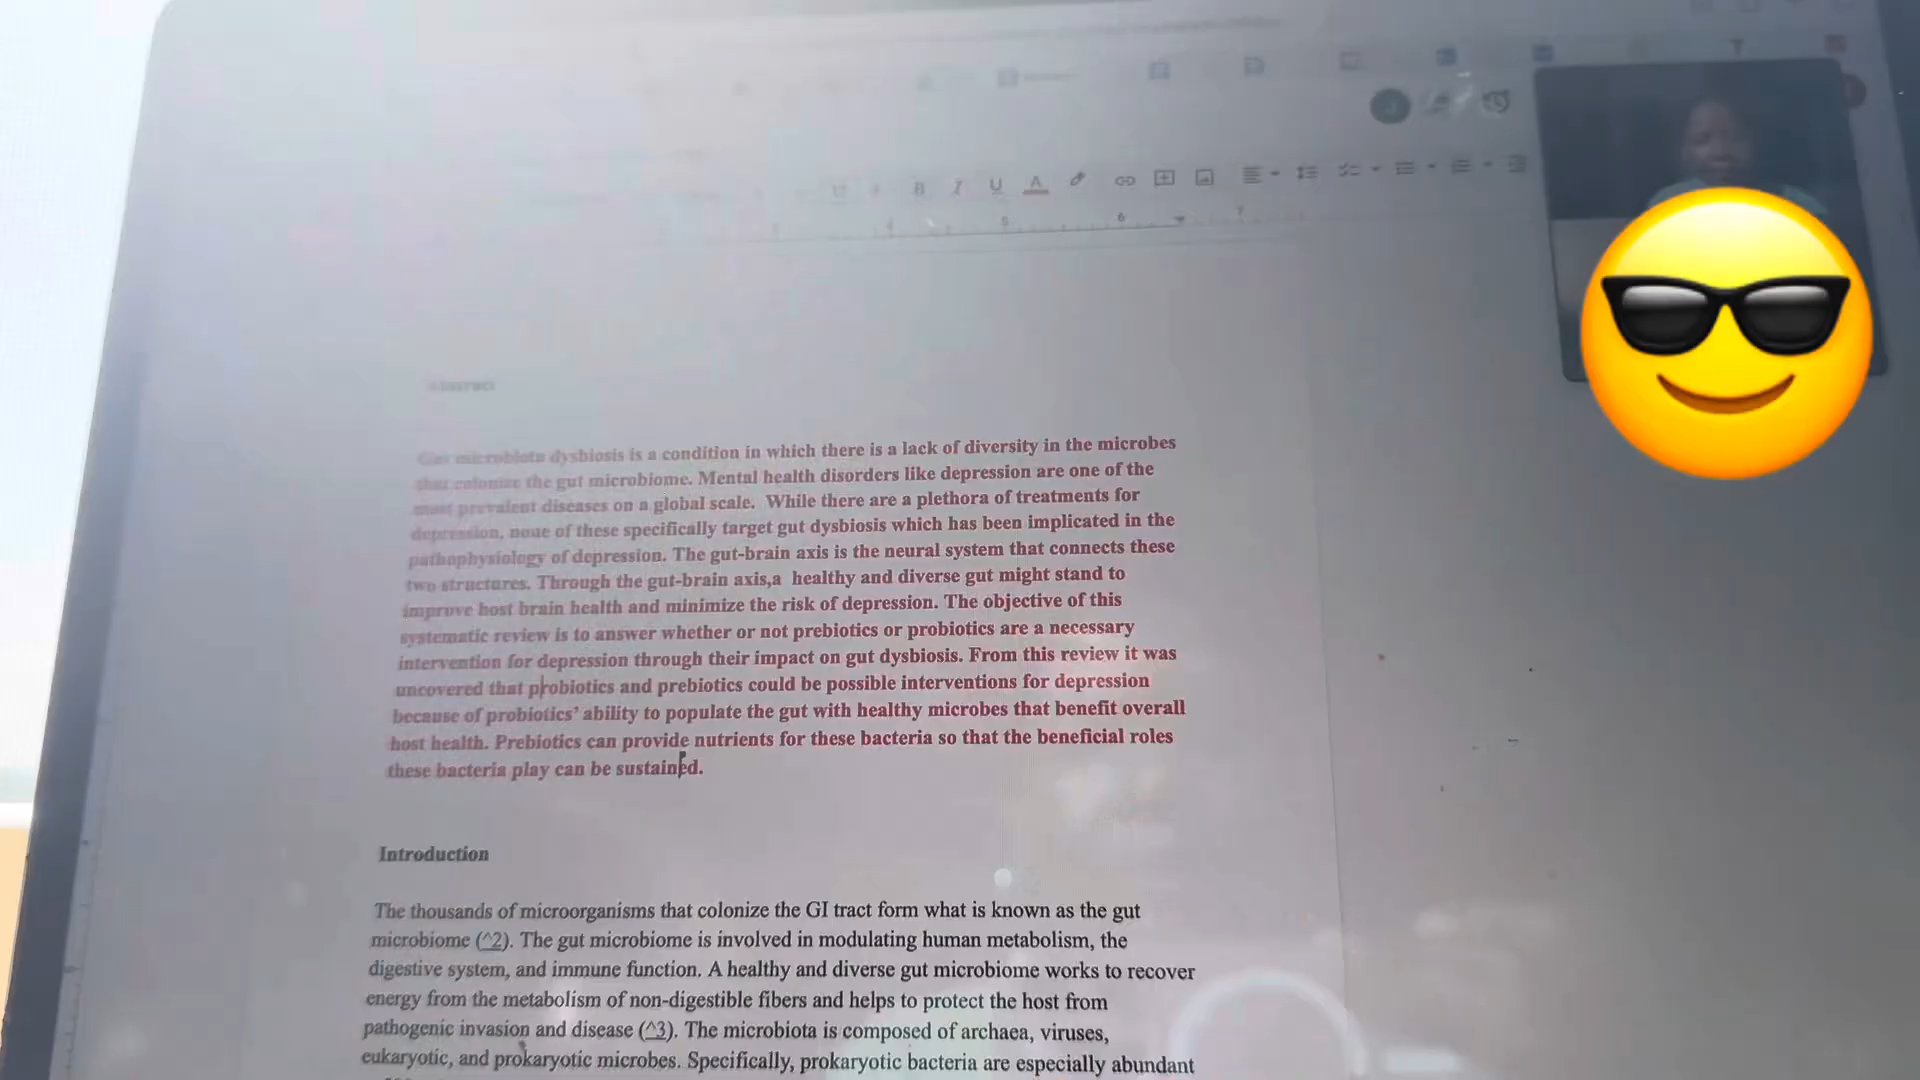 B I U A
4 5 6 7
Abstract
Gut microbiota dysbiosis is a condition in which there is a lack of diversity in the microbes
that colonize the gut microbiome. Mental health disorders like depression are one of the
most prevalent diseases on a global scale.  While there are a plethora of treatments for
depression, none of these specifically target gut dysbiosis which has been implicated in the
pathophysiology of depression. The gut-brain axis is the neural system that connects these
two structures. Through the gut-brain axis,a  healthy and diverse gut might stand to
improve host brain health and minimize the risk of depression. The objective of this
systematic review is to answer whether or not prebiotics or probiotics are a necessary
intervention for depression through their impact on gut dysbiosis. From this review it was
uncovered that probiotics and prebiotics could be possible interventions for depression
because of probiotics’ ability to populate the gut with healthy microbes that benefit overall
host health. Prebiotics can provide nutrients for these bacteria so that the beneficial roles
these bacteria play can be sustained.
Introduction
The thousands of microorganisms that colonize the GI tract form what is known as the gut
microbiome (^2). The gut microbiome is involved in modulating human metabolism, the
digestive system, and immune function. A healthy and diverse gut microbiome works to recover
energy from the metabolism of non-digestible fibers and helps to protect the host from
pathogenic invasion and disease (^3). The microbiota is composed of archaea, viruses,
eukaryotic, and prokaryotic microbes. Specifically, prokaryotic bacteria are especially abundant